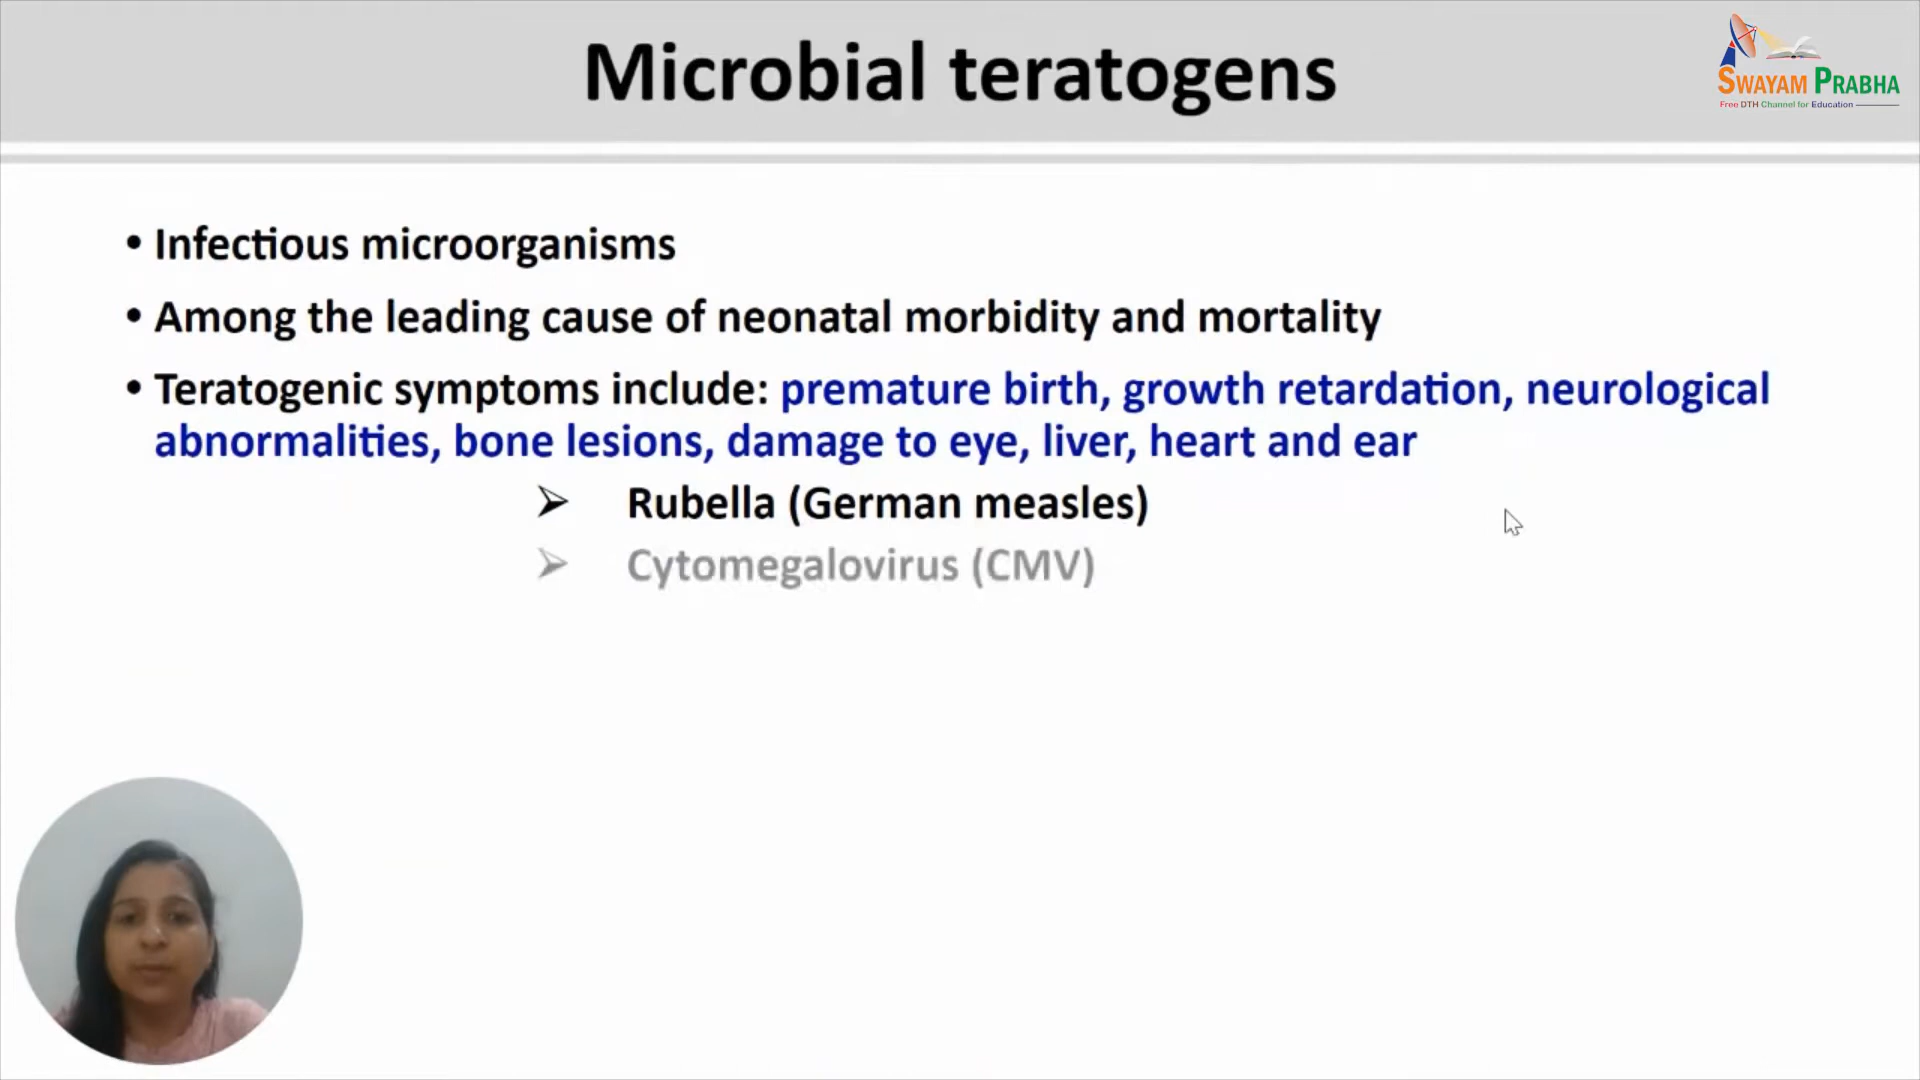 Microbial teratogens
SWAYAM PRABHA
Free DTH Channel for Education
• Infectious microorganisms
• Among the leading cause of neonatal morbidity and mortality
• Teratogenic symptoms include: premature birth, growth retardation, neurological
abnormalities, bone lesions, damage to eye, liver, heart and ear
➢ Rubella (German measles)
➢ Cytomegalovirus (CMV)